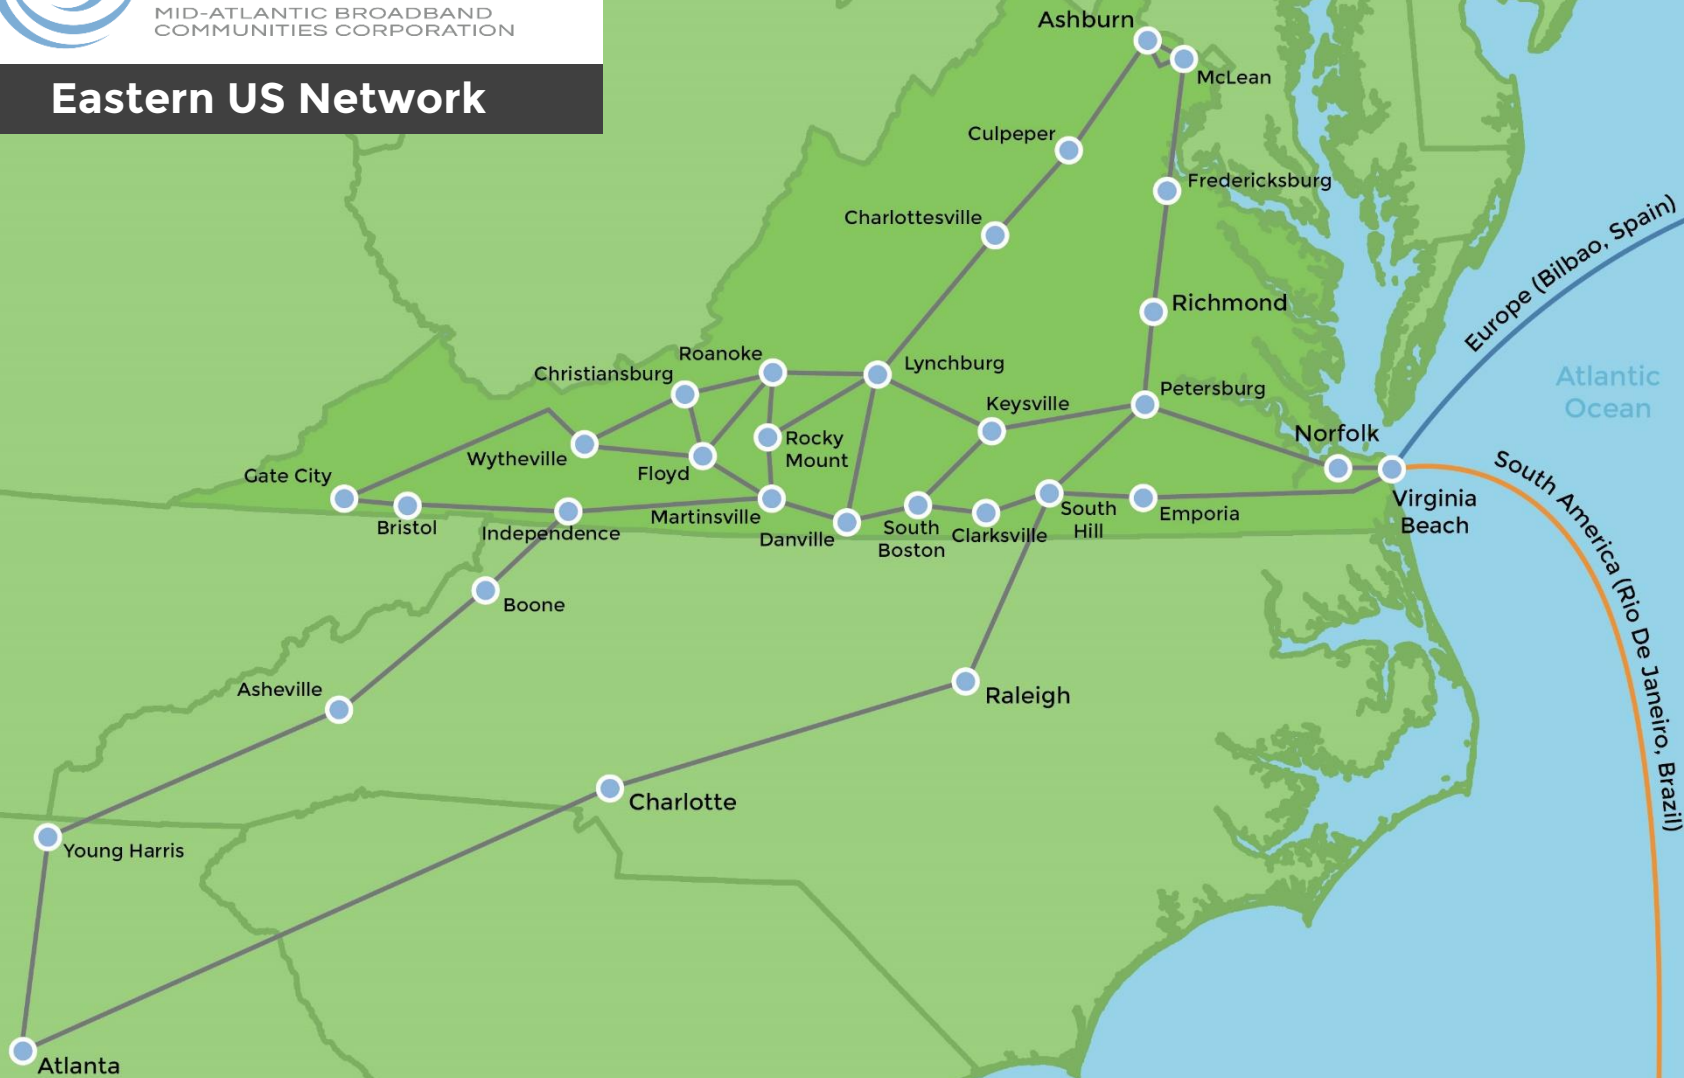 MID-ATLANTIC BROADBAND
COMMUNITIES CORPORATION
Eastern US Network
Ashburn
McLean
Culpeper
Fredericksburg
Charlottesville
Europe (Bilbao, Spain)
Richmond
Roanoke
Lynchburg
Christiansburg
Atlantic
Ocean
Petersburg
Keysville
Norfolk
Rocky
Mount
Wytheville
Floyd
Gate City
South America (Rio De Janeiro, Brazil)
Virginia
Beach
Martinsville
South
Hill
Emporia
Bristol
Independence
Danville
South
Boston
Clarksville
Boone
Asheville
Raleigh
Charlotte
Young Harris
Atlanta